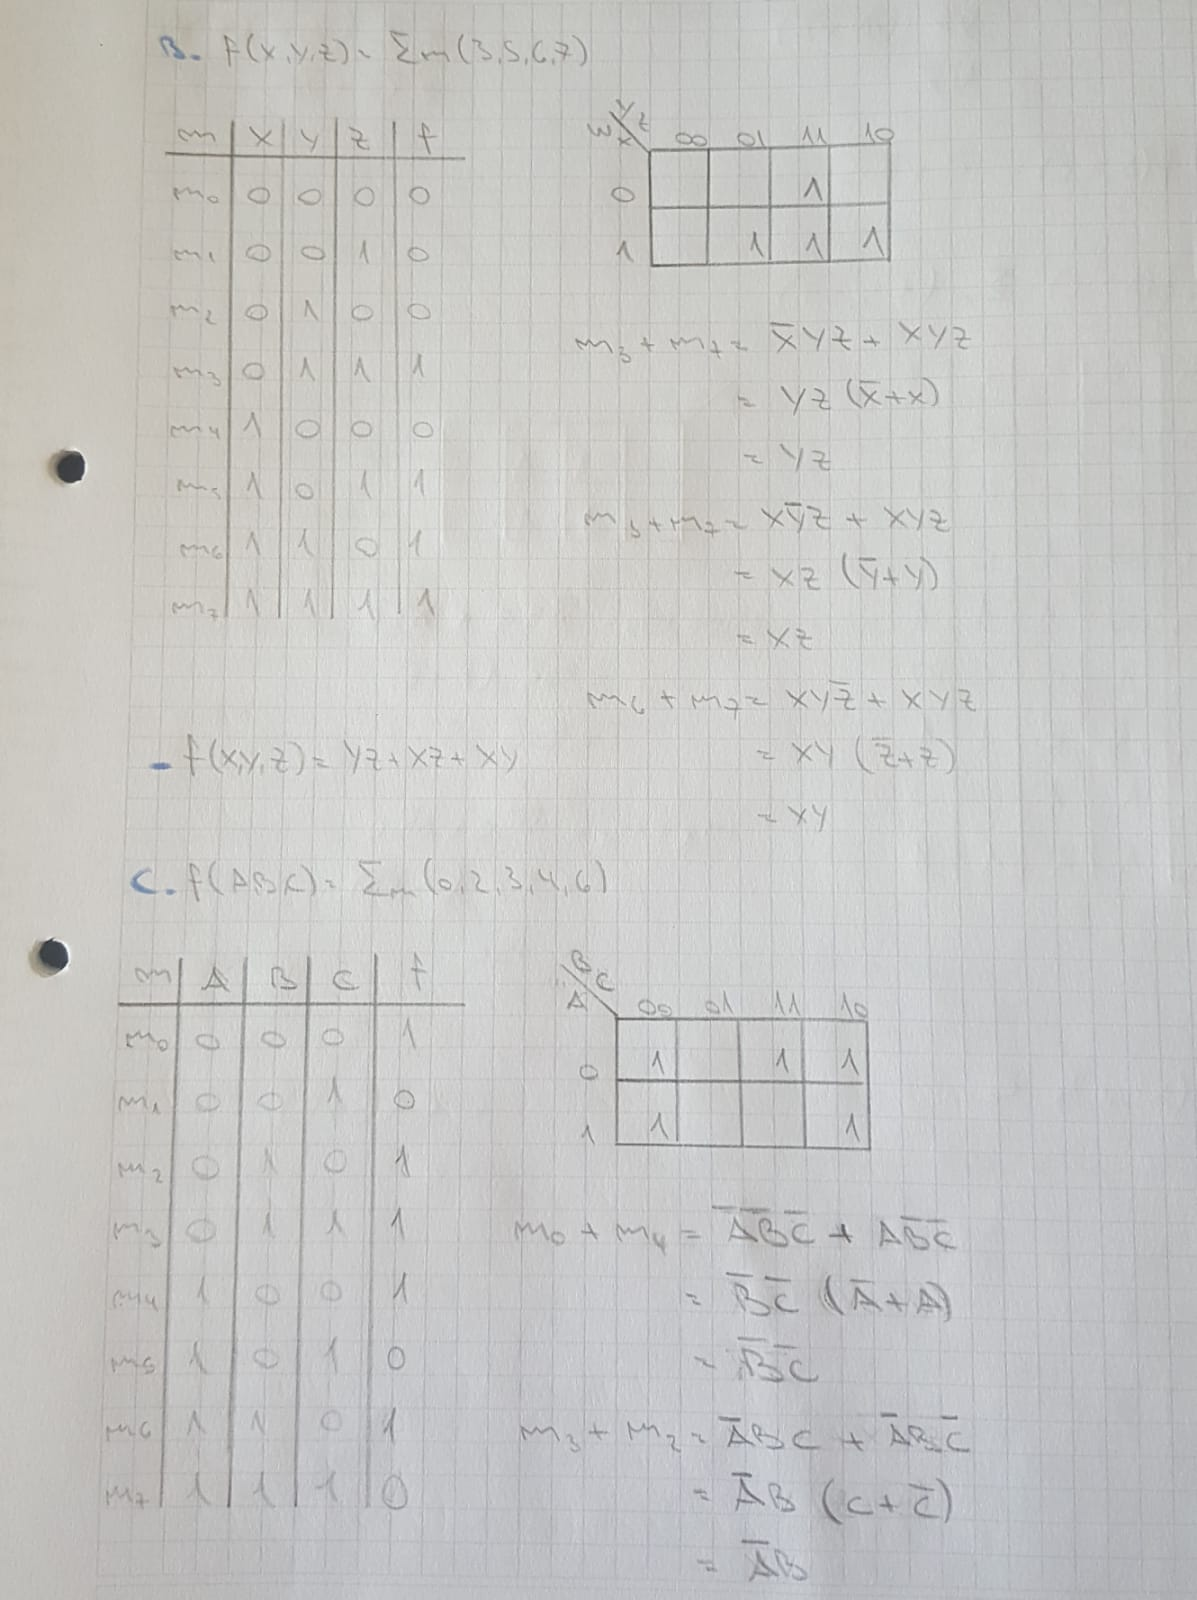 B. f(X,Y,Z) = Σm(3,5,6,7)
m X Y Z f
m₀ 0 0 0 0
m₁ 0 0 1 0
m₂ 0 1 0 0
m₃ 0 1 1 1
m₄ 1 0 0 0
m₅ 1 0 1 1
m₆ 1 1 0 1
m₇ 1 1 1 1
YZ
WX 00 01 11 10
0 1
1 1 1 1
m₃ + m₇ = X̅YZ + XYZ
= YZ (X̅+X)
= YZ
m₅ + m₇ = XY̅Z + XYZ
= XZ (Y̅+Y)
= XZ
m₆ + m₇ = XYZ̅ + XYZ
= XY (Z̅+Z)
= XY
- f(X,Y,Z) = YZ + XZ + XY
C. f(ABC) = Σm(0,2,3,4,6)
m A B C f
m₀ 0 0 0 1
m₁ 0 0 1 0
m₂ 0 1 0 1
m₃ 0 1 1 1
m₄ 1 0 0 1
m₅ 1 0 1 0
m₆ 1 1 0 1
m₇ 1 1 1 0
BC
A 00 01 11 10
0 1 1 1
1 1 1
m₀ + m₄ = A̅B̅C̅ + AB̅C̅
= B̅C̅ (A̅+A)
= B̅C̅
m₃ + m₂ = A̅BC + A̅BC̅
= A̅B (C+C̅)
= A̅B